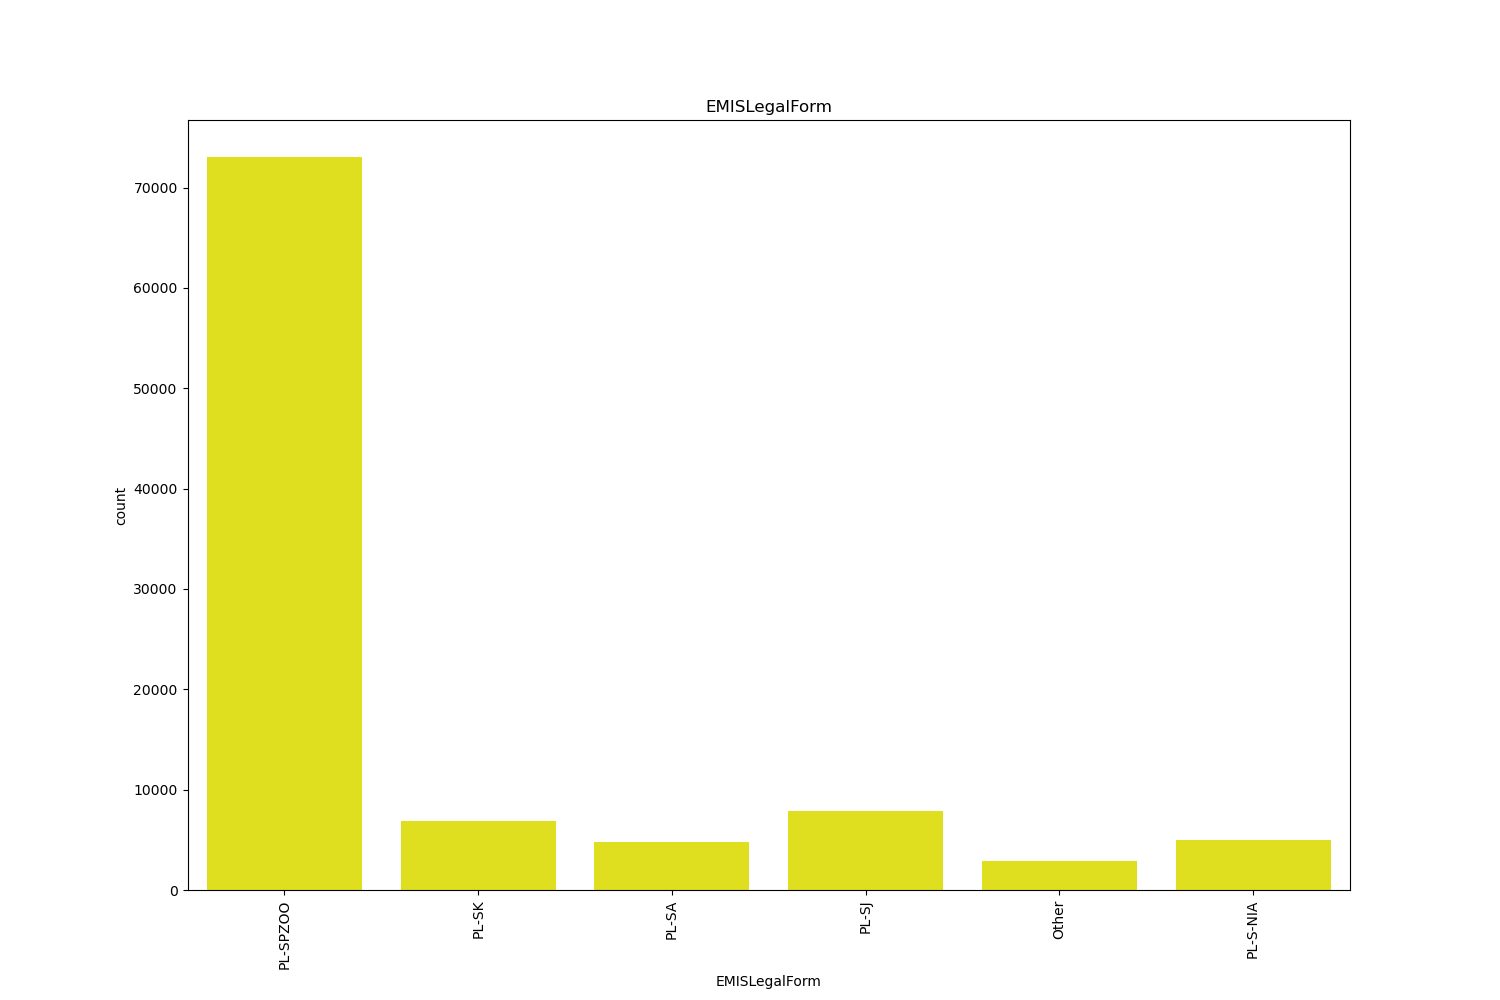 EMISLegalForm
70000
60000
50000
40000
30000
20000
10000
0
count
PL-SPZOO
PL-SK
PL-SA
PL-SJ
Other
PL-S-NIA
EMISLegalForm